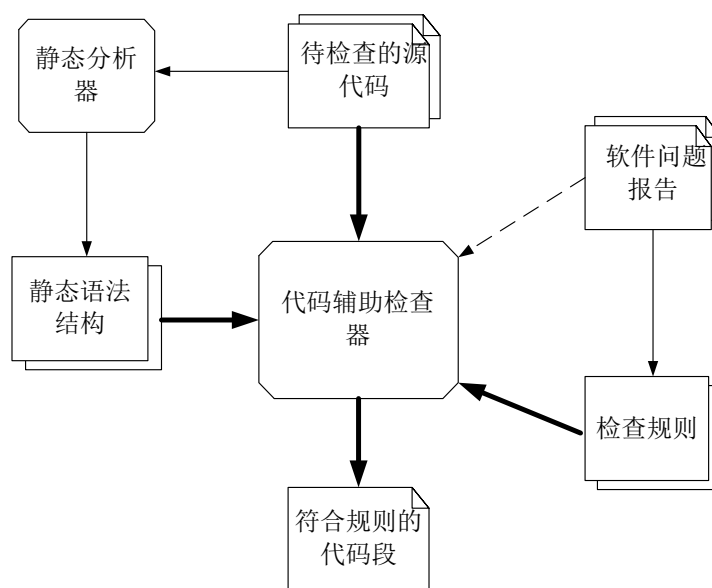 静态分析
器
待检查的源
代码
软件问题
报告
静态语法
结构
代码辅助检查
器
检查规则
符合规则的
代码段